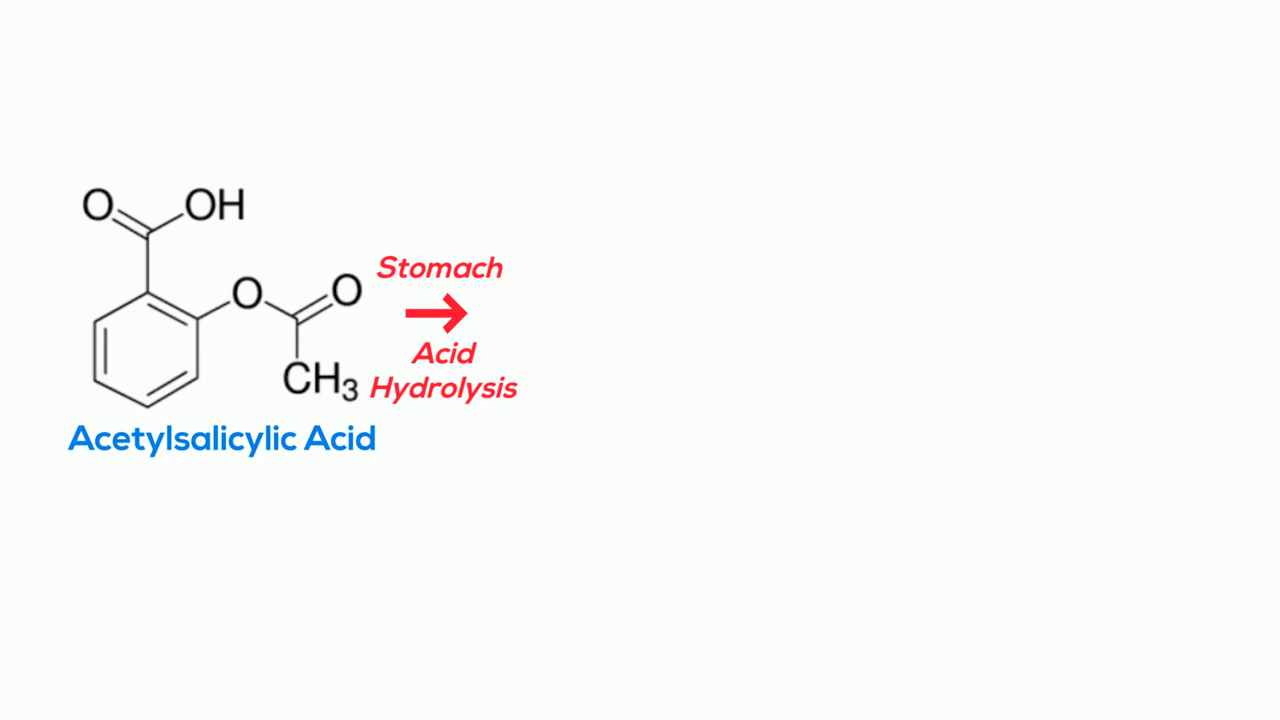 O OH
O O
CH3
Acetylsalicylic Acid
Stomach
Acid
Hydrolysis